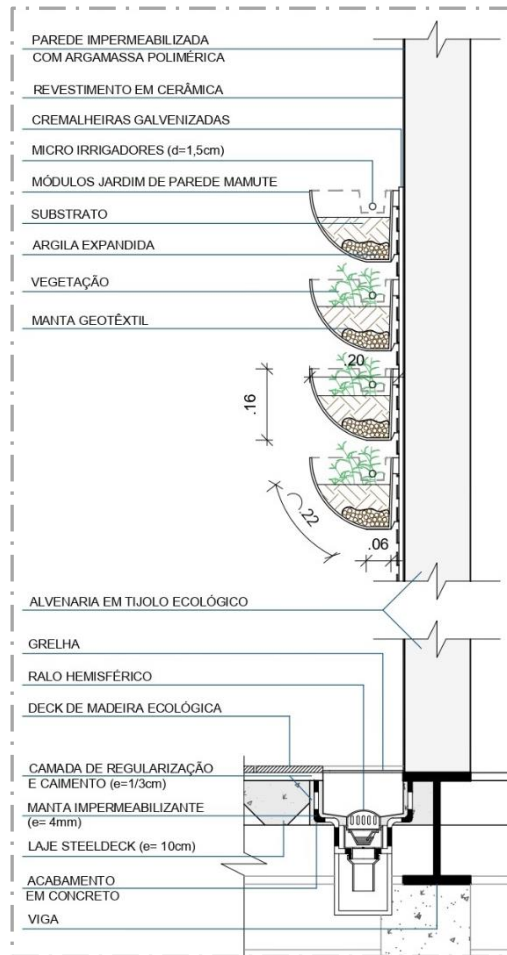 PAREDE IMPERMEABILIZADA
COM ARGAMASSA POLIMÉRICA
REVESTIMENTO EM CERÂMICA
CREMALHEIRAS GALVENIZADAS
MICRO IRRIGADORES (d=1,5cm)
MÓDULOS JARDIM DE PAREDE MAMUTE
SUBSTRATO
ARGILA EXPANDIDA
VEGETAÇÃO
MANTA GEOTÊXTIL
.20
.16
.22
.06
ALVENARIA EM TIJOLO ECOLÓGICO
GRELHA
RALO HEMISFÉRICO
DECK DE MADEIRA ECOLÓGICA
CAMADA DE REGULARIZAÇÃO
E CAIMENTO (e=1/3cm)
MANTA IMPERMEABILIZANTE
(e= 4mm)
LAJE STEELDECK (e= 10cm)
ACABAMENTO
EM CONCRETO
VIGA